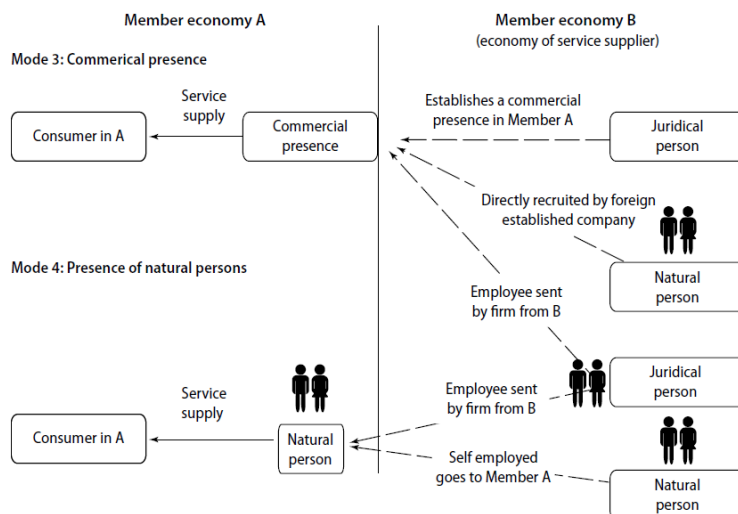 Member economy A
Member economy B
(economy of service supplier)
Mode 3: Commerical presence
Consumer in A
Service
supply
Commercial
presence
Establishes a commercial
presence in Member A
Juridical
person
Directly recruited by foreign
established company
Natural
person
Mode 4: Presence of natural persons
Employee sent
by firm from B
Juridical
person
Consumer in A
Service
supply
Natural
person
Employee sent
by firm from B
Self employed
goes to Member A
Natural
person